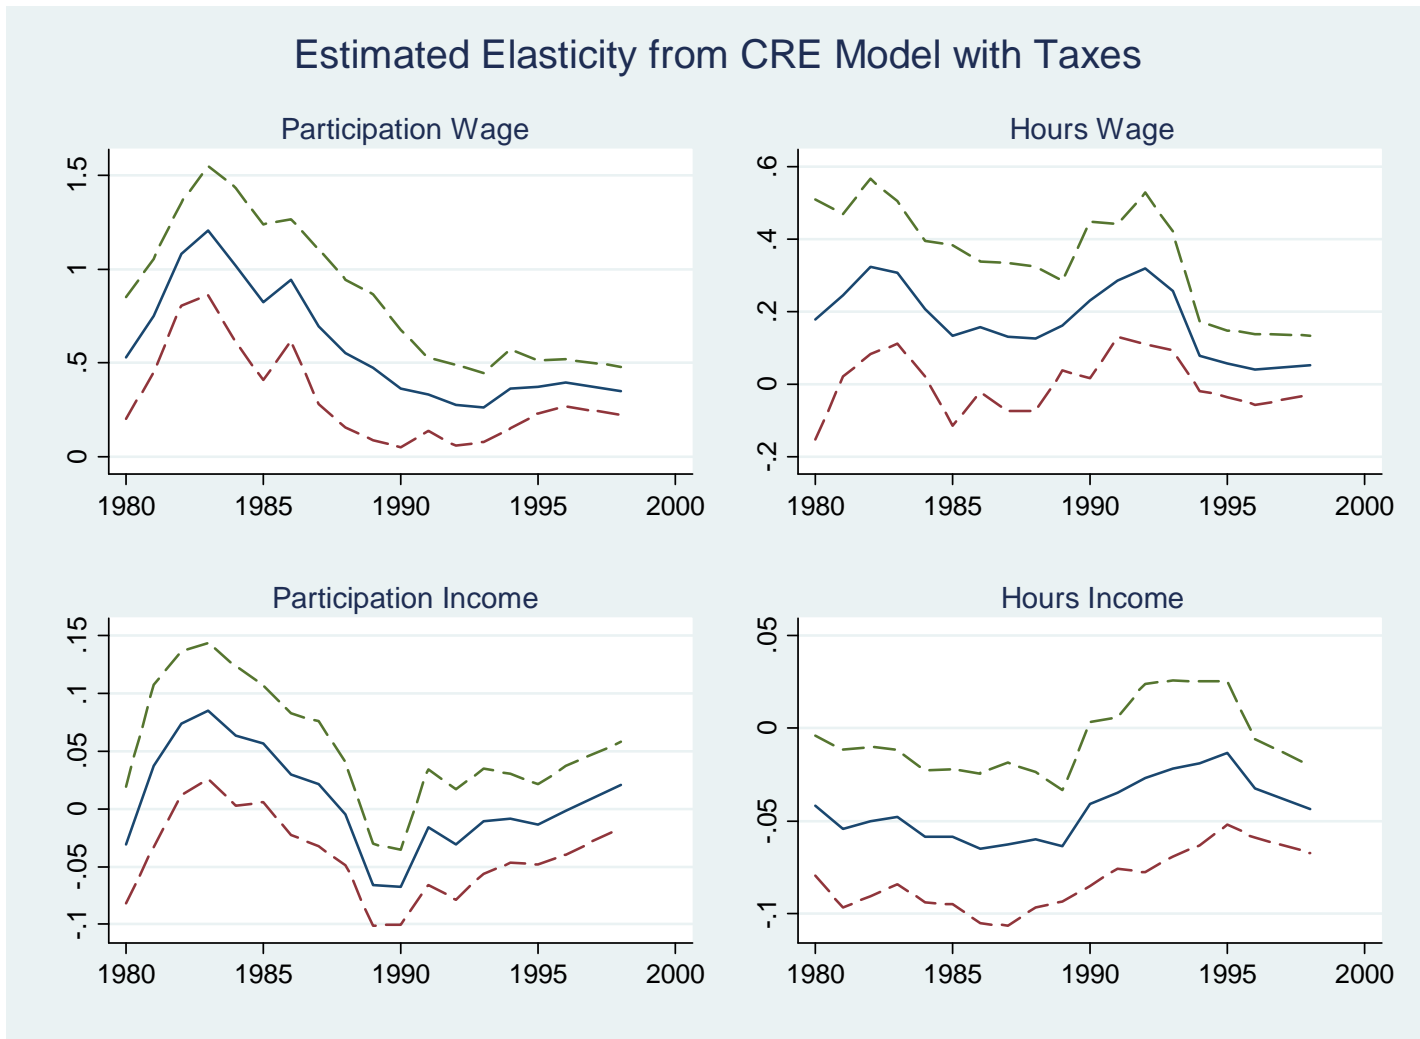 Estimated Elasticity from CRE Model with Taxes
Participation Wage
1.5
1
.5
0
1980 1985 1990 1995 2000
Hours Wage
.6
.4
.2
0
-.2
1980 1985 1990 1995 2000
Participation Income
.15
.1
.05
0
-.05
-.1
1980 1985 1990 1995 2000
Hours Income
.05
0
-.05
-.1
1980 1985 1990 1995 2000